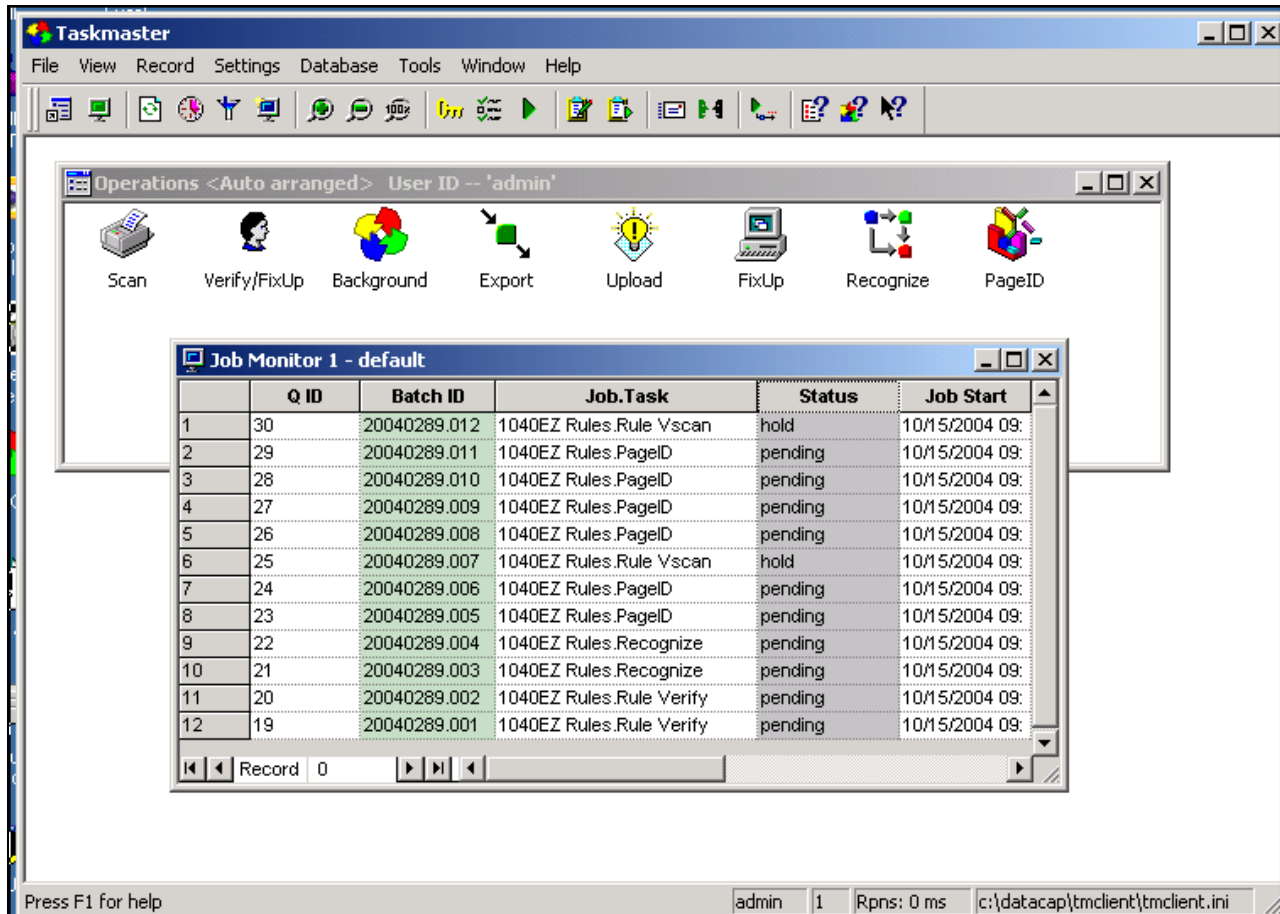 Taskmaster
File View Record Settings Database Tools Window Help
100%
Operations <Auto arranged> User ID -- 'admin'
Scan Verify/FixUp Background Export Upload FixUp Recognize PageID
Job Monitor 1 - default
Q ID Batch ID Job.Task Status Job Start
1 30 20040289.012 1040EZ Rules.Rule Vscan hold 10/15/2004 09:
2 29 20040289.011 1040EZ Rules.PageID pending 10/15/2004 09:
3 28 20040289.010 1040EZ Rules.PageID pending 10/15/2004 09:
4 27 20040289.009 1040EZ Rules.PageID pending 10/15/2004 09:
5 26 20040289.008 1040EZ Rules.PageID pending 10/15/2004 09:
6 25 20040289.007 1040EZ Rules.Rule Vscan hold 10/15/2004 09:
7 24 20040289.006 1040EZ Rules.PageID pending 10/15/2004 09:
8 23 20040289.005 1040EZ Rules.PageID pending 10/15/2004 09:
9 22 20040289.004 1040EZ Rules.Recognize pending 10/15/2004 09:
10 21 20040289.003 1040EZ Rules.Recognize pending 10/15/2004 09:
11 20 20040289.002 1040EZ Rules.Rule Verify pending 10/15/2004 09:
12 19 20040289.001 1040EZ Rules.Rule Verify pending 10/15/2004 09:
Record 0
Press F1 for help admin 1 Rpns: 0 ms c:\datacap\tmclient\tmclient.ini